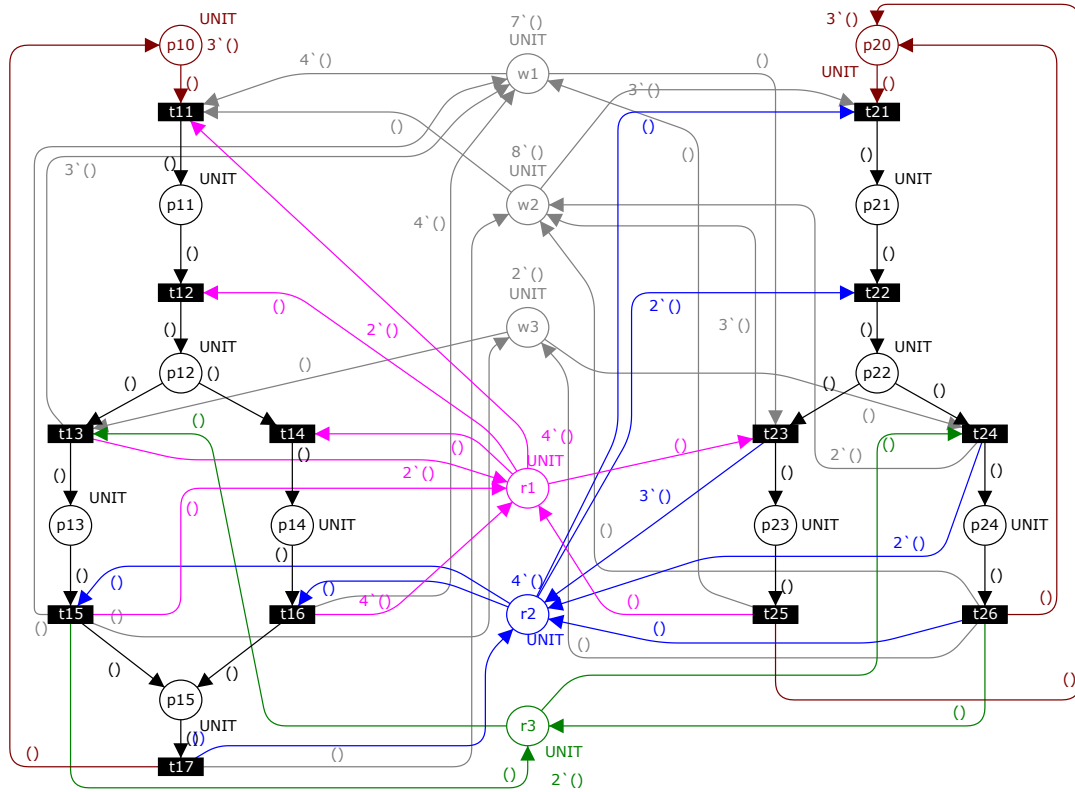 UNIT
p10
3`()
()
t11
()
UNIT
p11
()
t12
()
UNIT
p12
()
()
t13
t14
()
()
UNIT
p13
p14
UNIT
()
()
t15
t16
()
()
()
()
p15
UNIT
()
()
t17
()
()
7`()
UNIT
w1
4`()
()
3`()
()
()
3`()
8`()
UNIT
w2
4`()
2`()
UNIT
w3
3`()
()
()
2`()
()
()
2`()
()
4`()
UNIT
r1
()
2`()
()
4`()
()
()
4`()
r2
UNIT
()
2`()
3`()
2`()
()
()
()
r3
UNIT
2`()
()
()
()
()
3`()
p20
UNIT
()
t21
()
UNIT
p21
()
t22
()
UNIT
p22
()
()
t23
t24
()
()
p23
UNIT
p24
UNIT
()
()
t25
t26
()
()
()